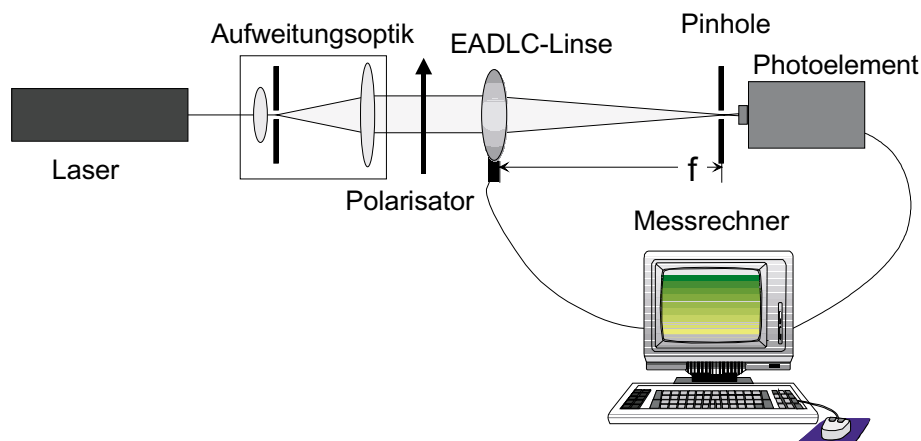 Aufweitungsoptik
EADLC-Linse
Pinhole
Photoelement
Laser
Polarisator
f
Messrechner